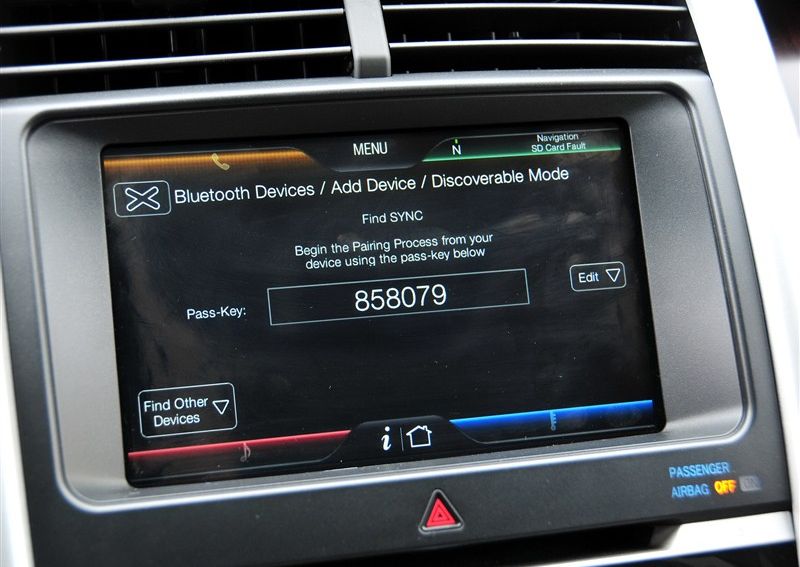 MENU
N
Navigation
SD Card Fault
Bluetooth Devices / Add Device / Discoverable Mode
Find SYNC
Begin the Pairing Process from your
device using the pass-key below
Edit
Pass-Key:
858079
Find Other
Devices
i
PASSENGER
AIRBAG OFF